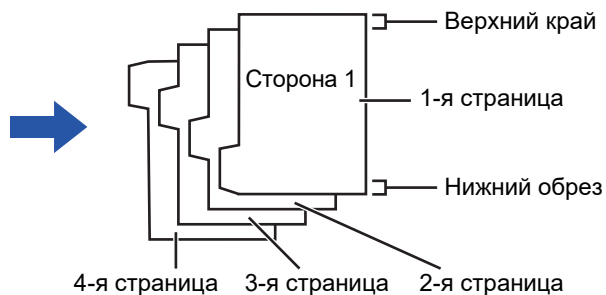 Верхний край
Сторона 1
1-я страница
Нижний обрез
4-я страница 3-я страница 2-я страница